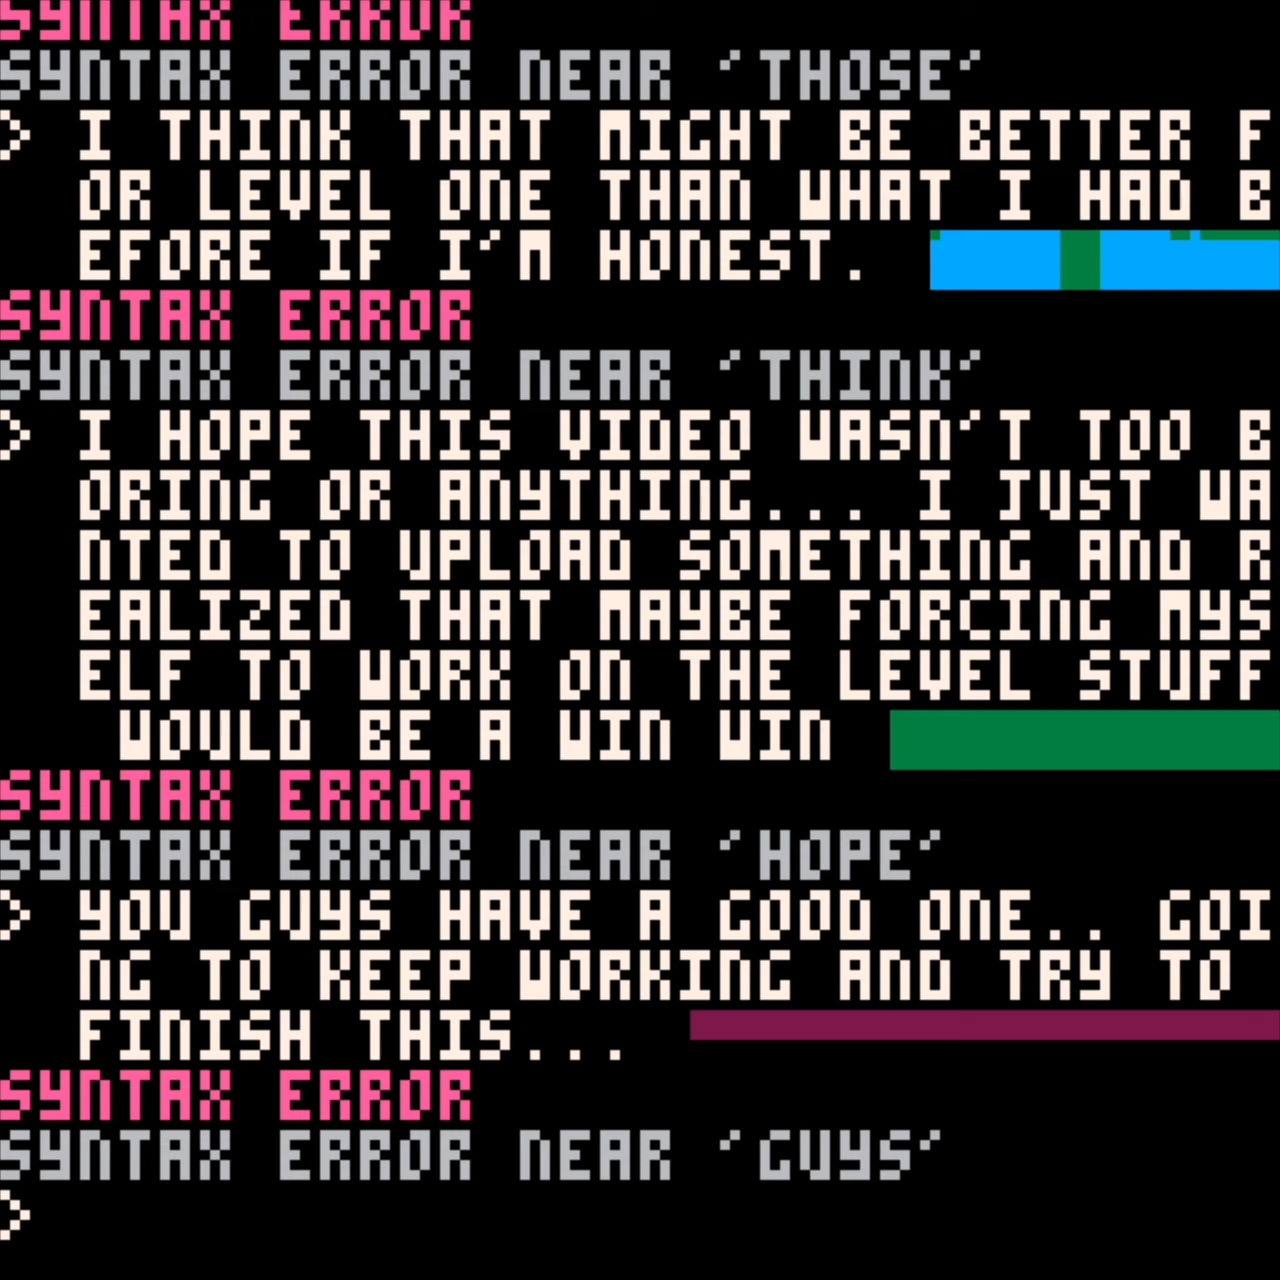 SYNTAX ERROR
SYNTAX ERROR NEAR 'THOSE'
> I THINK THAT MIGHT BE BETTER F
OR LEVEL ONE THAN WHAT I HAD B
EFORE IF I'M HONEST.
SYNTAX ERROR
SYNTAX ERROR NEAR 'THINK'
> I HOPE THIS VIDEO WASN'T TOO B
ORING OR ANYTHING... I JUST WA
NTED TO UPLOAD SOMETHING AND R
EALIZED THAT MAYBE FORCING MYS
ELF TO WORK ON THE LEVEL STUFF
WOULD BE A WIN WIN
SYNTAX ERROR
SYNTAX ERROR NEAR 'HOPE'
> YOU GUYS HAVE A GOOD ONE.. GOI
NG TO KEEP WORKING AND TRY TO
FINISH THIS...
SYNTAX ERROR
SYNTAX ERROR NEAR 'GUYS'
>